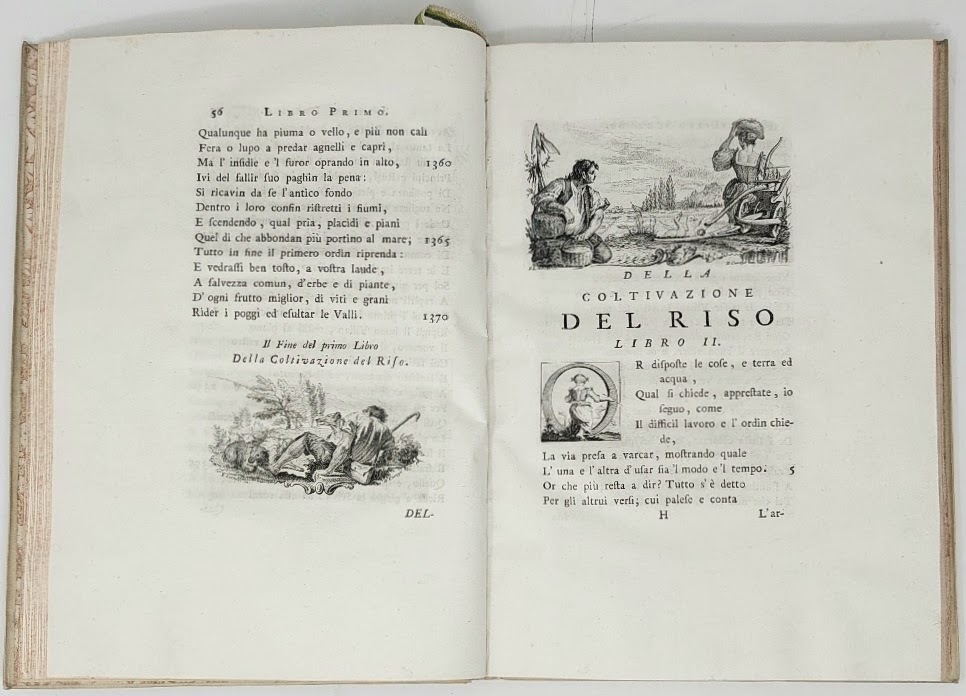 56 LIBRO PRIMO.
Qualunque ha piuma o vello, e più non cali
Fera o lupo a predar agnelli e capri,
Ma l' insidie e 'l furor oprando in alto, 1360
Ivi del fallir suo paghin la pena:
Si ricavin da se l'antico fondo
Dentro i loro confin ristretti i fiumi,
E scendendo, qual pria, placidi e piani
Quel di che abbondan più portino al mare; 1365
Tutto in fine il primero ordin riprenda:
E vedrassi ben tosto, a vostra laude,
A salvezza comun, d'erbe e di piante,
D' ogni frutto miglior, di viti e grani
Rider i poggi ed esultar le Valli. 1370
Il Fine del primo Libro
Della Coltivazione del Riso.
DEL-
DELLA
COLTIVAZIONE
DEL RISO
LIBRO II.
OR disposte le cose, e terra ed
acqua,
Qual si chiede, apprestate, io
seguo, come
Il difficil lavoro e l' ordin chie-
de,
La via presa a varcar, mostrando quale
L' una e l'altra d'usar sia 'l modo e 'l tempo. 5
Or che più resta a dir? Tutto s'è detto
Per gli altrui versi; cui palese e conta
H L'ar-